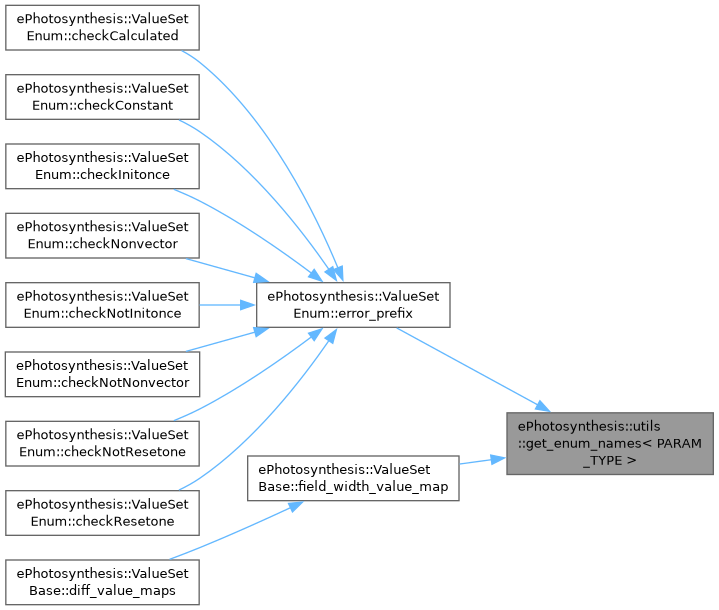 ePhotosynthesis::ValueSet
Enum::checkCalculated
ePhotosynthesis::ValueSet
Enum::checkConstant
ePhotosynthesis::ValueSet
Enum::checkInitonce
ePhotosynthesis::ValueSet
Enum::checkNonvector
ePhotosynthesis::ValueSet
Enum::checkNotInitonce
ePhotosynthesis::ValueSet
Enum::checkNotNonvector
ePhotosynthesis::ValueSet
Enum::checkNotResetone
ePhotosynthesis::ValueSet
Enum::checkResetone
ePhotosynthesis::ValueSet
Base::diff_value_maps
ePhotosynthesis::ValueSet
Enum::error_prefix
ePhotosynthesis::ValueSet
Base::field_width_value_map
ePhotosynthesis::utils
::get_enum_names< PARAM
_TYPE >